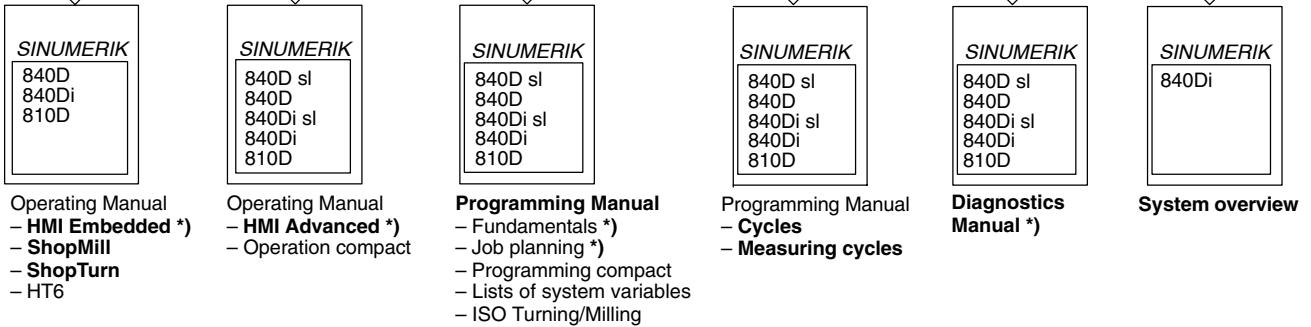 SINUMERIK
840D
840Di
810D
Operating Manual
– HMI Embedded *)
– ShopMill
– ShopTurn
– HT6
SINUMERIK
840D sl
840D
840Di sl
840Di
810D
Operating Manual
– HMI Advanced *)
– Operation compact
SINUMERIK
840D sl
840D
840Di sl
840Di
810D
Programming Manual
– Fundamentals *)
– Job planning *)
– Programming compact
– Lists of system variables
– ISO Turning/Milling
SINUMERIK
840D sl
840D
840Di sl
840Di
810D
Programming Manual
– Cycles
– Measuring cycles
SINUMERIK
840D sl
840D
840Di sl
840Di
810D
Diagnostics
Manual *)
SINUMERIK
840Di
System overview